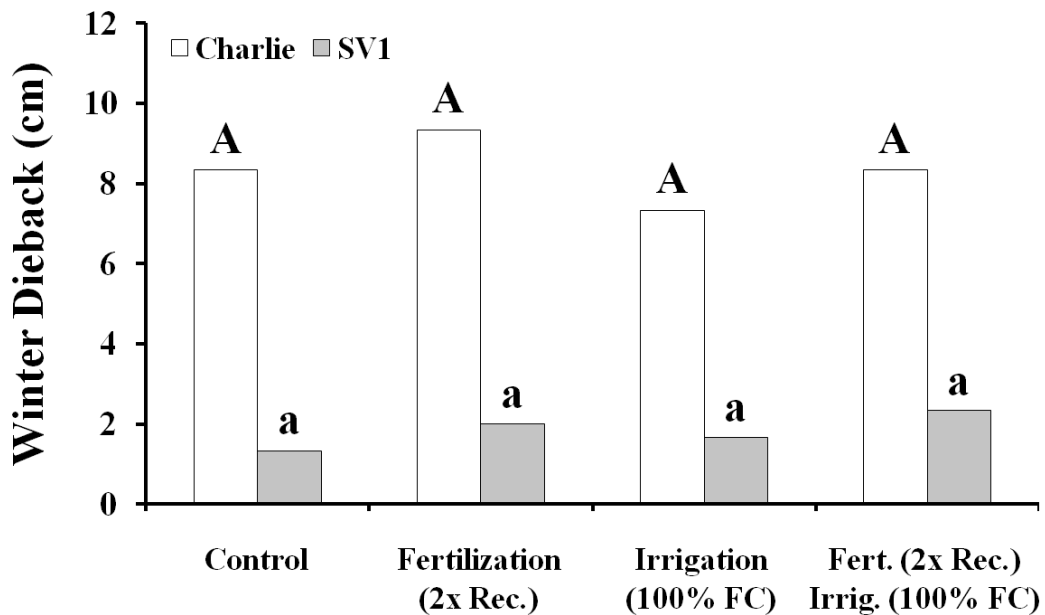 Winter Dieback (cm)
12
10
8
6
4
2
0
Charlie SV1
A
a
A
a
A
a
A
a
Control
Fertilization
(2x Rec.)
Irrigation
(100% FC)
Fert. (2x Rec.)
Irrig. (100% FC)